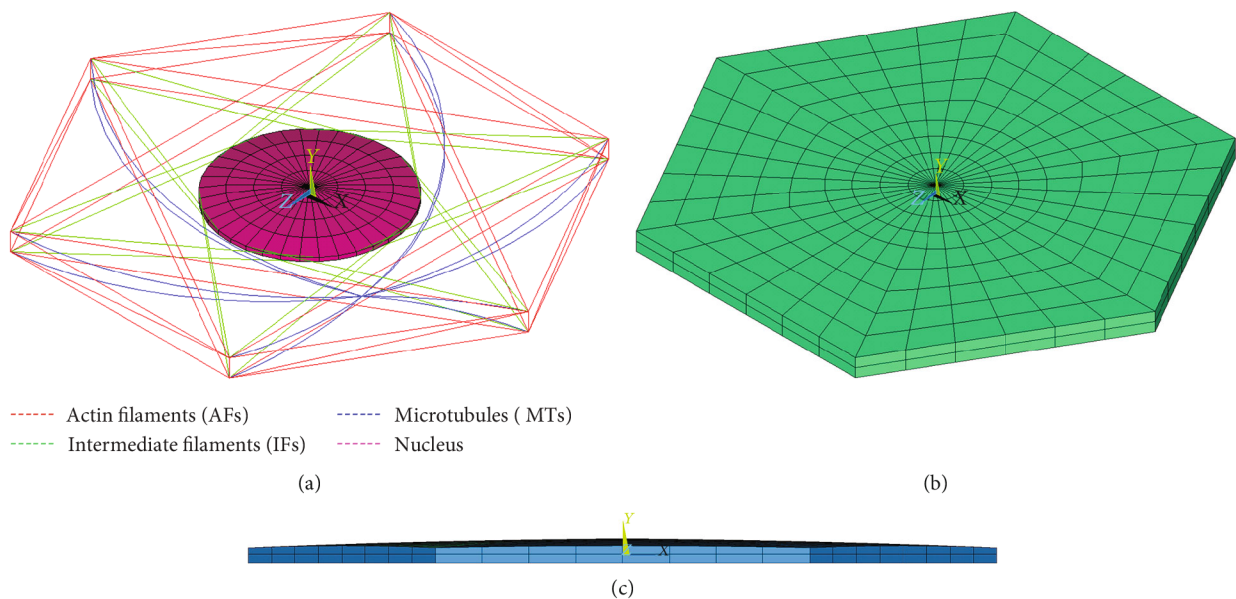 Y
Z
X
Y
Z
X
Actin filaments (AFs)
Microtubules ( MTs)
Intermediate filaments (IFs)
Nucleus
(a)
(b)
Y
X
(c)